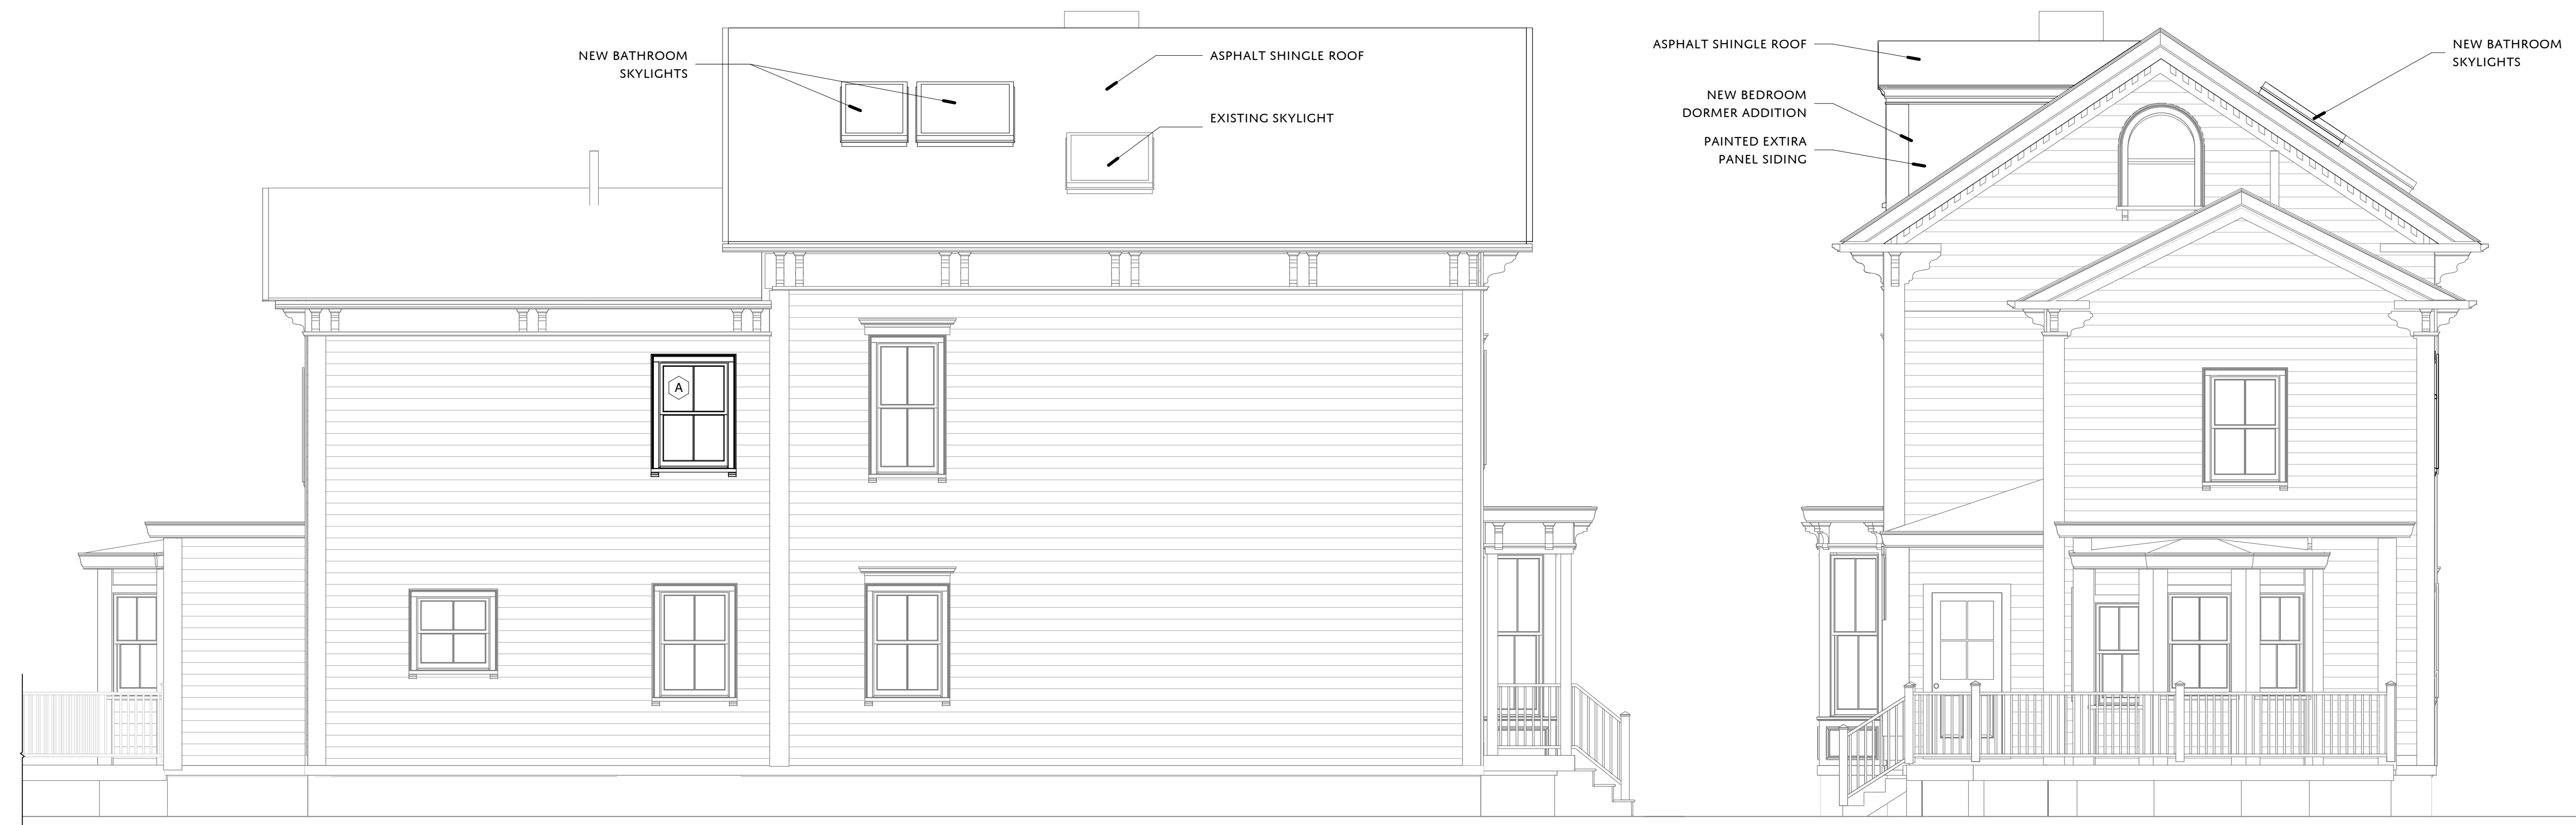 NEW BATHROOM
SKYLIGHTS
ASPHALT SHINGLE ROOF
EXISTING SKYLIGHT
A
ASPHALT SHINGLE ROOF
NEW BEDROOM
DORMER ADDITION
PAINTED EXTIRA
PANEL SIDING
NEW BATHROOM
SKYLIGHTS